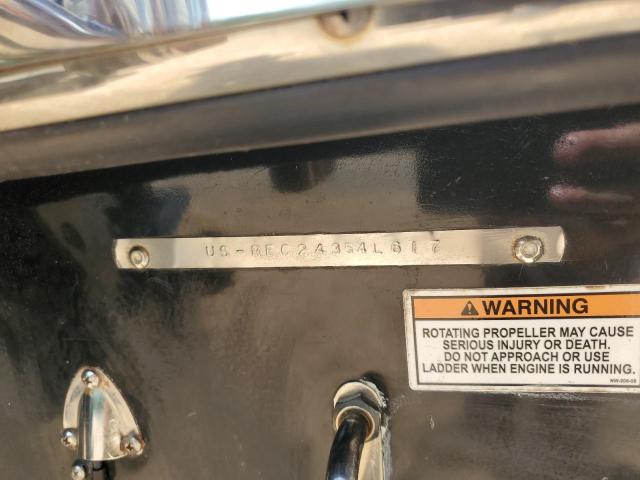 US-REC24354L617
WARNING
ROTATING PROPELLER MAY CAUSE
SERIOUS INJURY OR DEATH.
DO NOT APPROACH OR USE
LADDER WHEN ENGINE IS RUNNING.